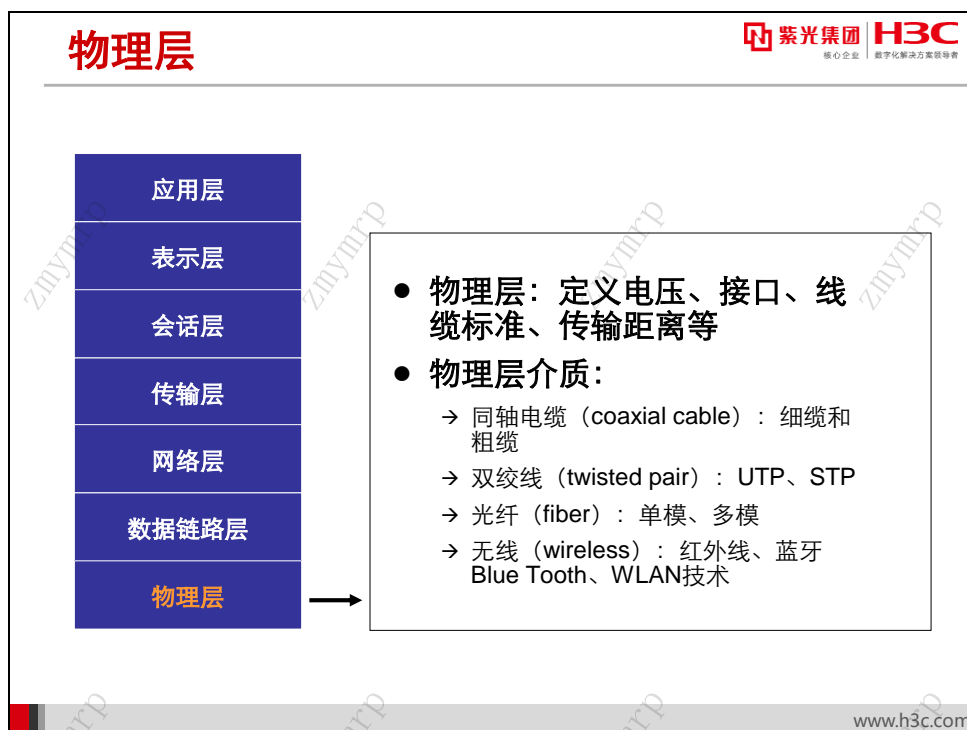 物理层
紫光集团 H3C
核心企业 数字化解决方案领导者
应用层
表示层
会话层
传输层
网络层
数据链路层
物理层
● 物理层：定义电压、接口、线
缆标准、传输距离等
● 物理层介质：
→ 同轴电缆（coaxial cable）：细缆和
粗缆
→ 双绞线（twisted pair）：UTP、STP
→ 光纤（fiber）：单模、多模
→ 无线（wireless）：红外线、蓝牙
Blue Tooth、WLAN技术
zmymrp
zmymrp
zmymrp
zmymrp
www.h3c.com